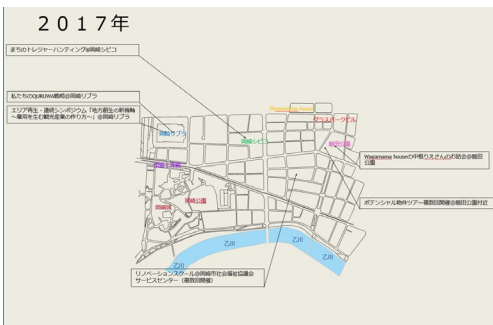 2017年
まちのトレジャーハンティング@岡崎シビコ
私たちのQURUWA戦略@岡崎リブラ
エリア再生・連続シンポジウム「地方創生の新機軸
～雇用を生む観光産業の作り方～」@岡崎リブラ
Wagamama house
岡崎リブラ
岡崎シビコ
籠田公園
Wagamama houseの中根りえさんのお話会@籠田
公園
岡崎城
岡崎公園
ポテンシャル物件ツアー複数回開催@籠田公園付近
乙川
乙川
乙川
リノベーションスクール@岡崎市社会福祉協議会
サービスセンター（複数回開催）